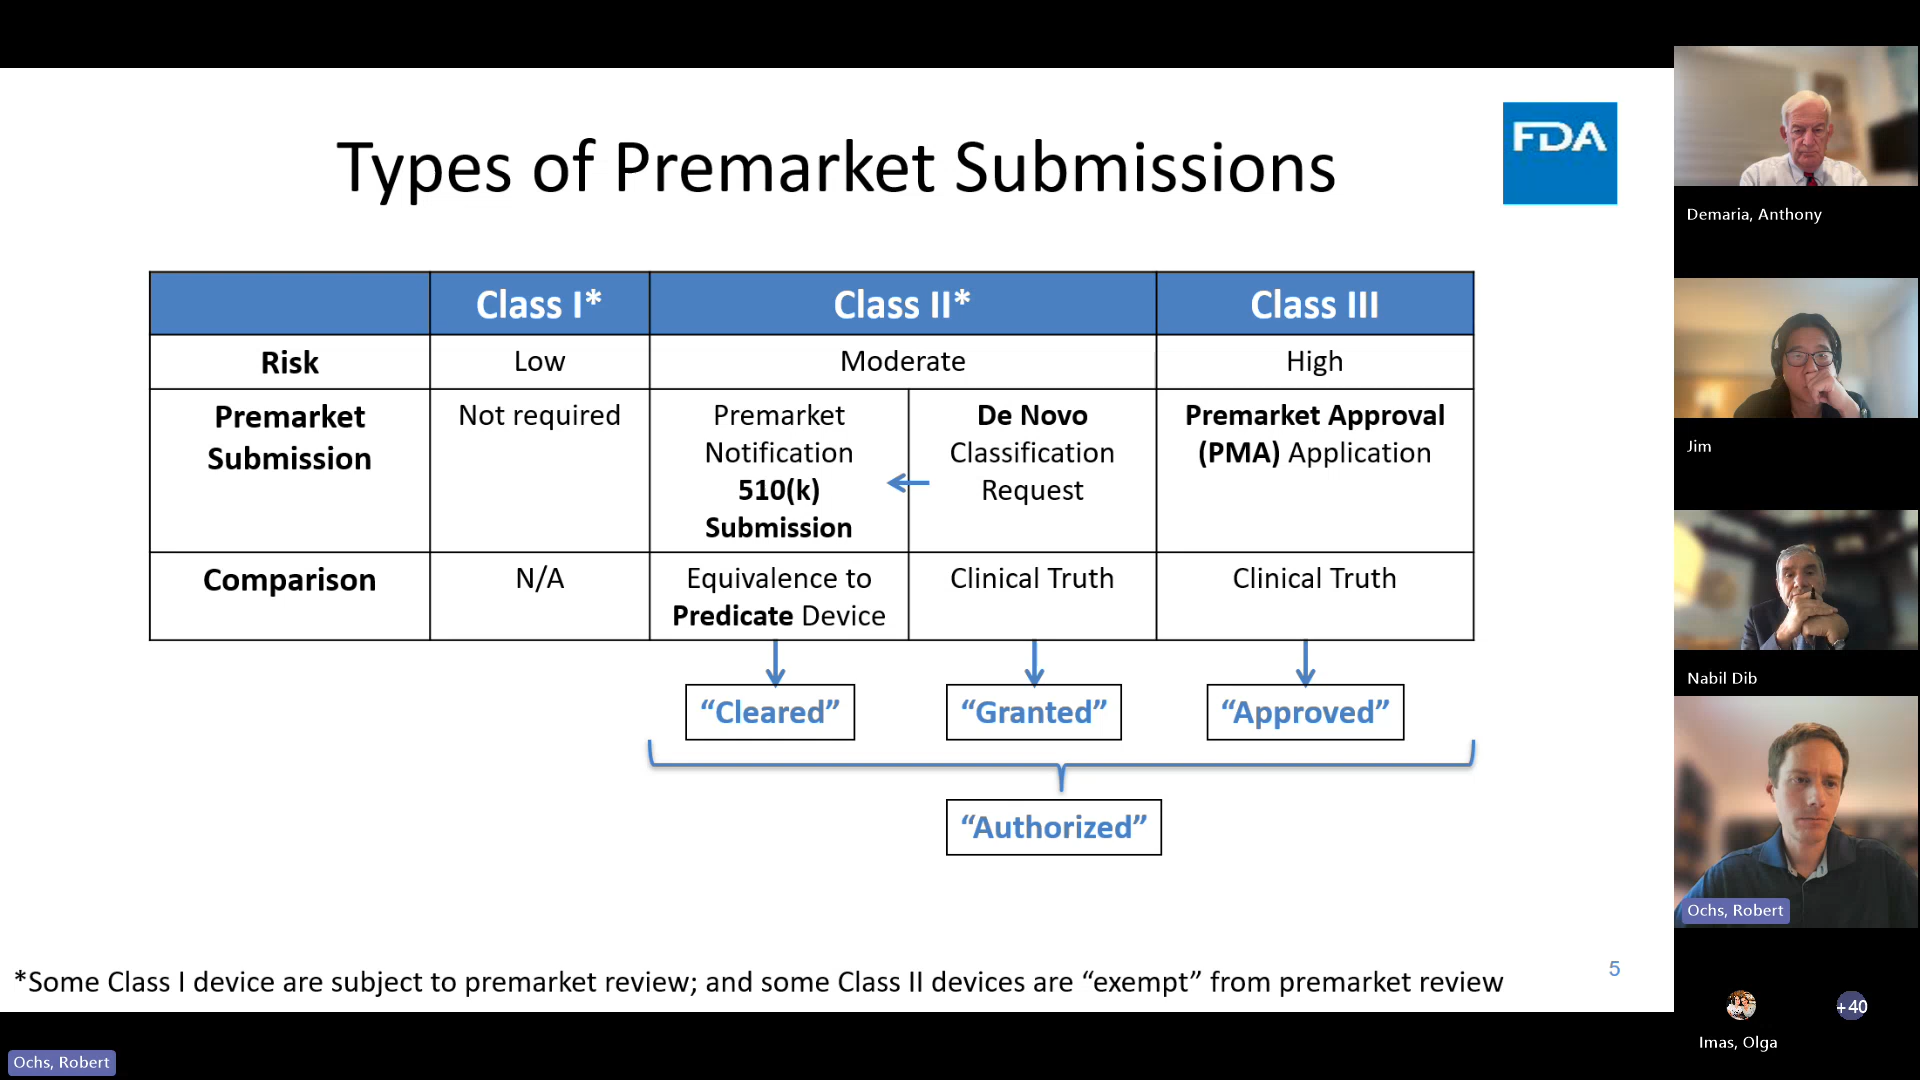 Types of Premarket Submissions
FDA
Class I*
Class II*
Class III
Risk
Low
Moderate
High
Premarket
Submission
Not required
Premarket
Notification
510(k)
Submission
De Novo
Classification
Request
Premarket Approval
(PMA) Application
Comparison
N/A
Equivalence to
Predicate Device
Clinical Truth
Clinical Truth
“Cleared”
“Granted”
“Approved”
“Authorized”
*Some Class I device are subject to premarket review; and some Class II devices are “exempt” from premarket review
5
Ochs, Robert
Demaria, Anthony
Jim
Nabil Dib
Ochs, Robert
+40
Imas, Olga